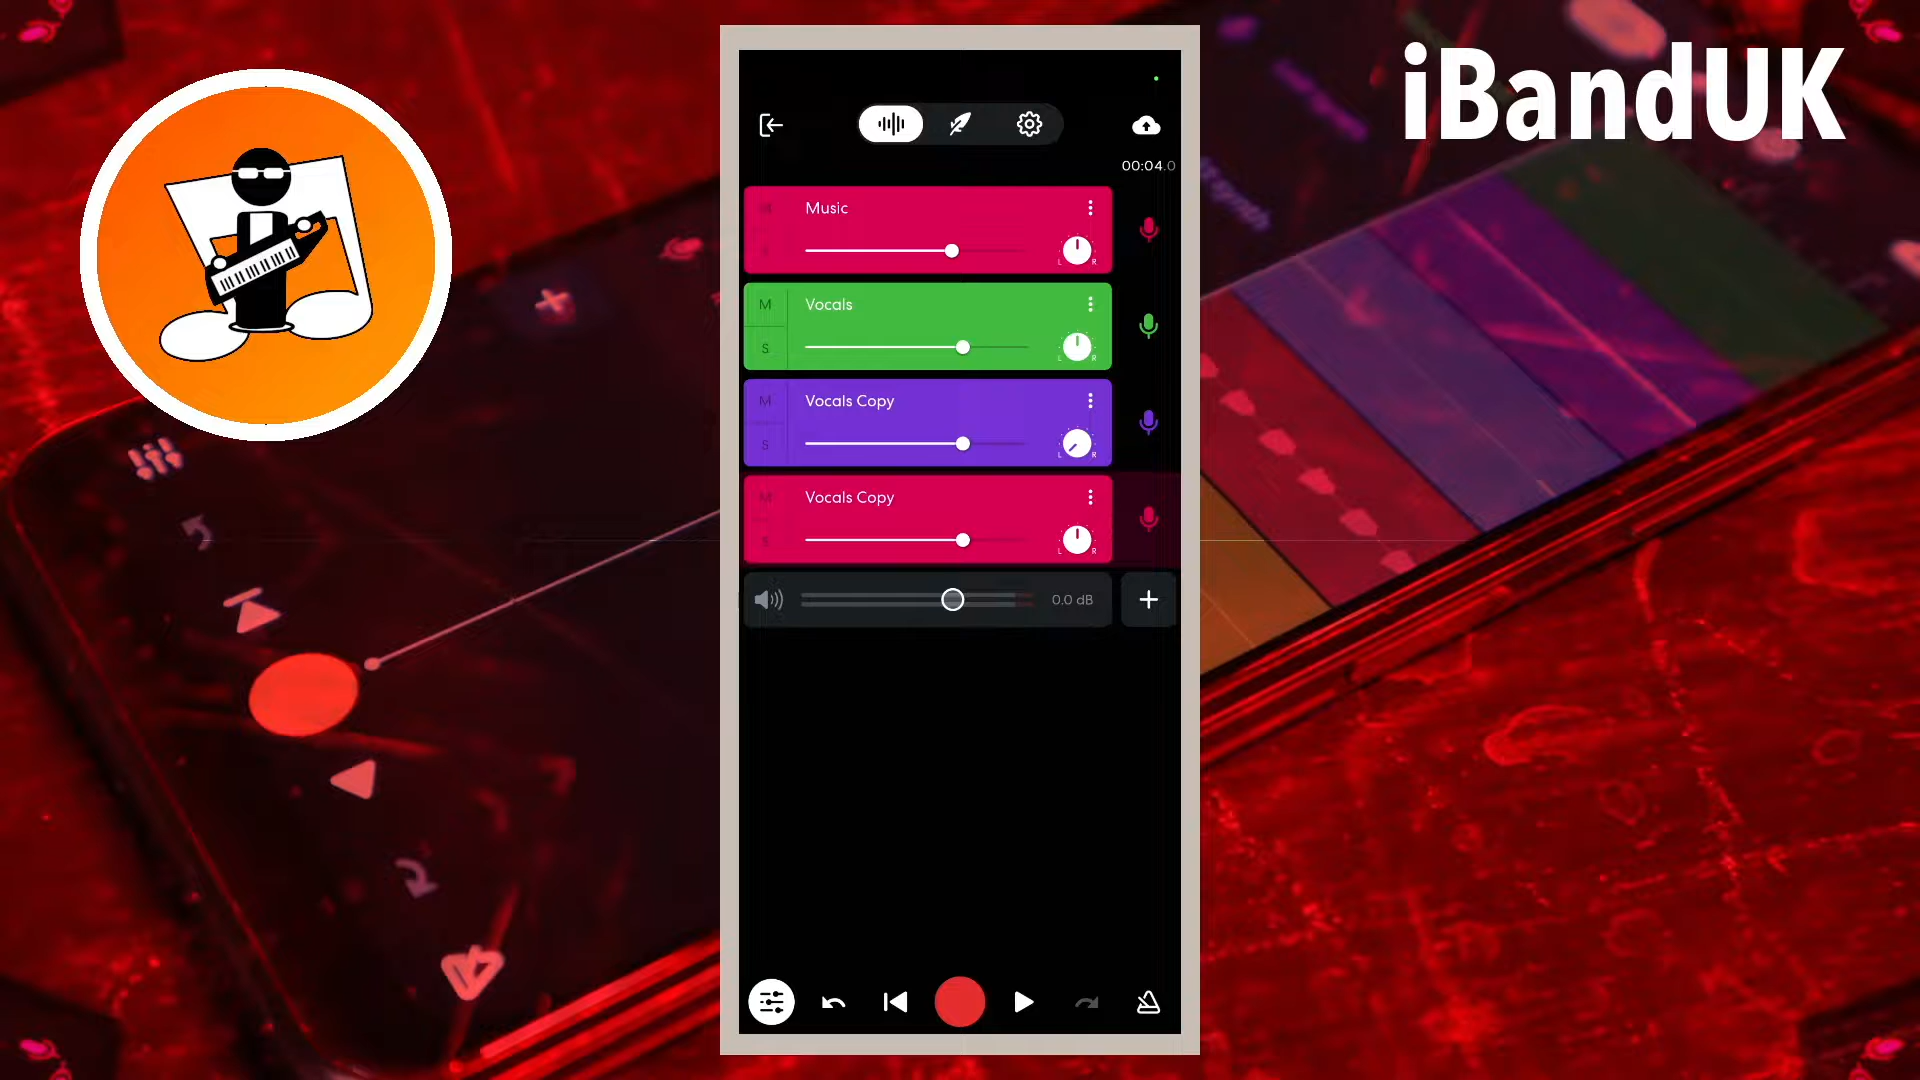 iBandUK
00:04.0
Music
L R
M Vocals
S
L R
M Vocals Copy
S
L R
M Vocals Copy
S
L R
0.0 dB